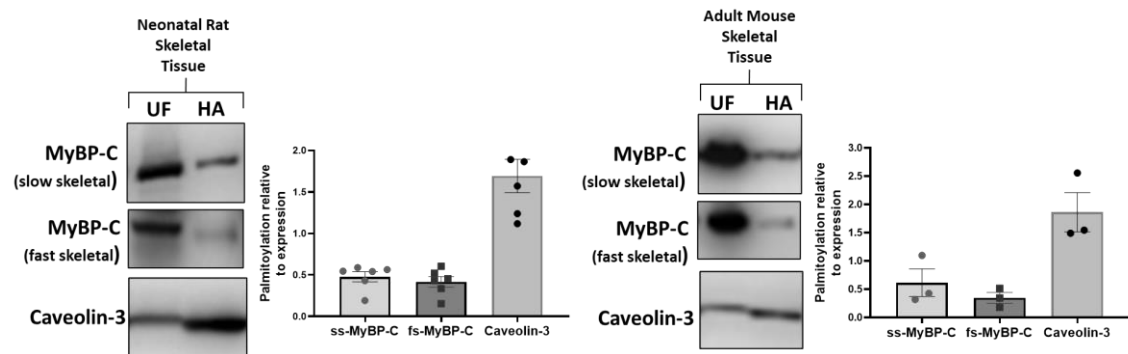 Neonatal Rat
Skeletal
Tissue
UF HA
MyBP-C
(slow skeletal)
MyBP-C
(fast skeletal)
Caveolin-3
Palmitoylation relative
to expression
2.0
1.5
1.0
0.5
0.0
ss-MyBP-C fs-MyBP-C Caveolin-3
Adult Mouse
Skeletal
Tissue
UF HA
MyBP-C
(slow skeletal)
MyBP-C
(fast skeletal)
Caveolin-3
Palmitoylation relative
to expression
3.0
2.5
2.0
1.5
1.0
0.5
0.0
ss-MyBP-C fs-MyBP-C Caveolin-3